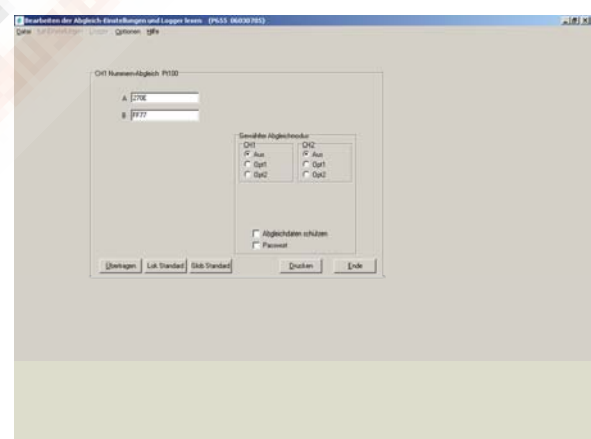 Bearbeiten der Abgleich-Einstellungen und Logger lesen (P655 06030785)
Datei Optionen Hilfe
CH1 Nummern-Abgleich Pt100
A 270E
B FF77
Gewählter Abgleichmodus
CH1 CH2
Aus Aus
Opt1 Opt1
Opt2 Opt2
Abgleichdaten schützen
Passwort
Übertragen Lok Standard Glob Standard Drucken Ende